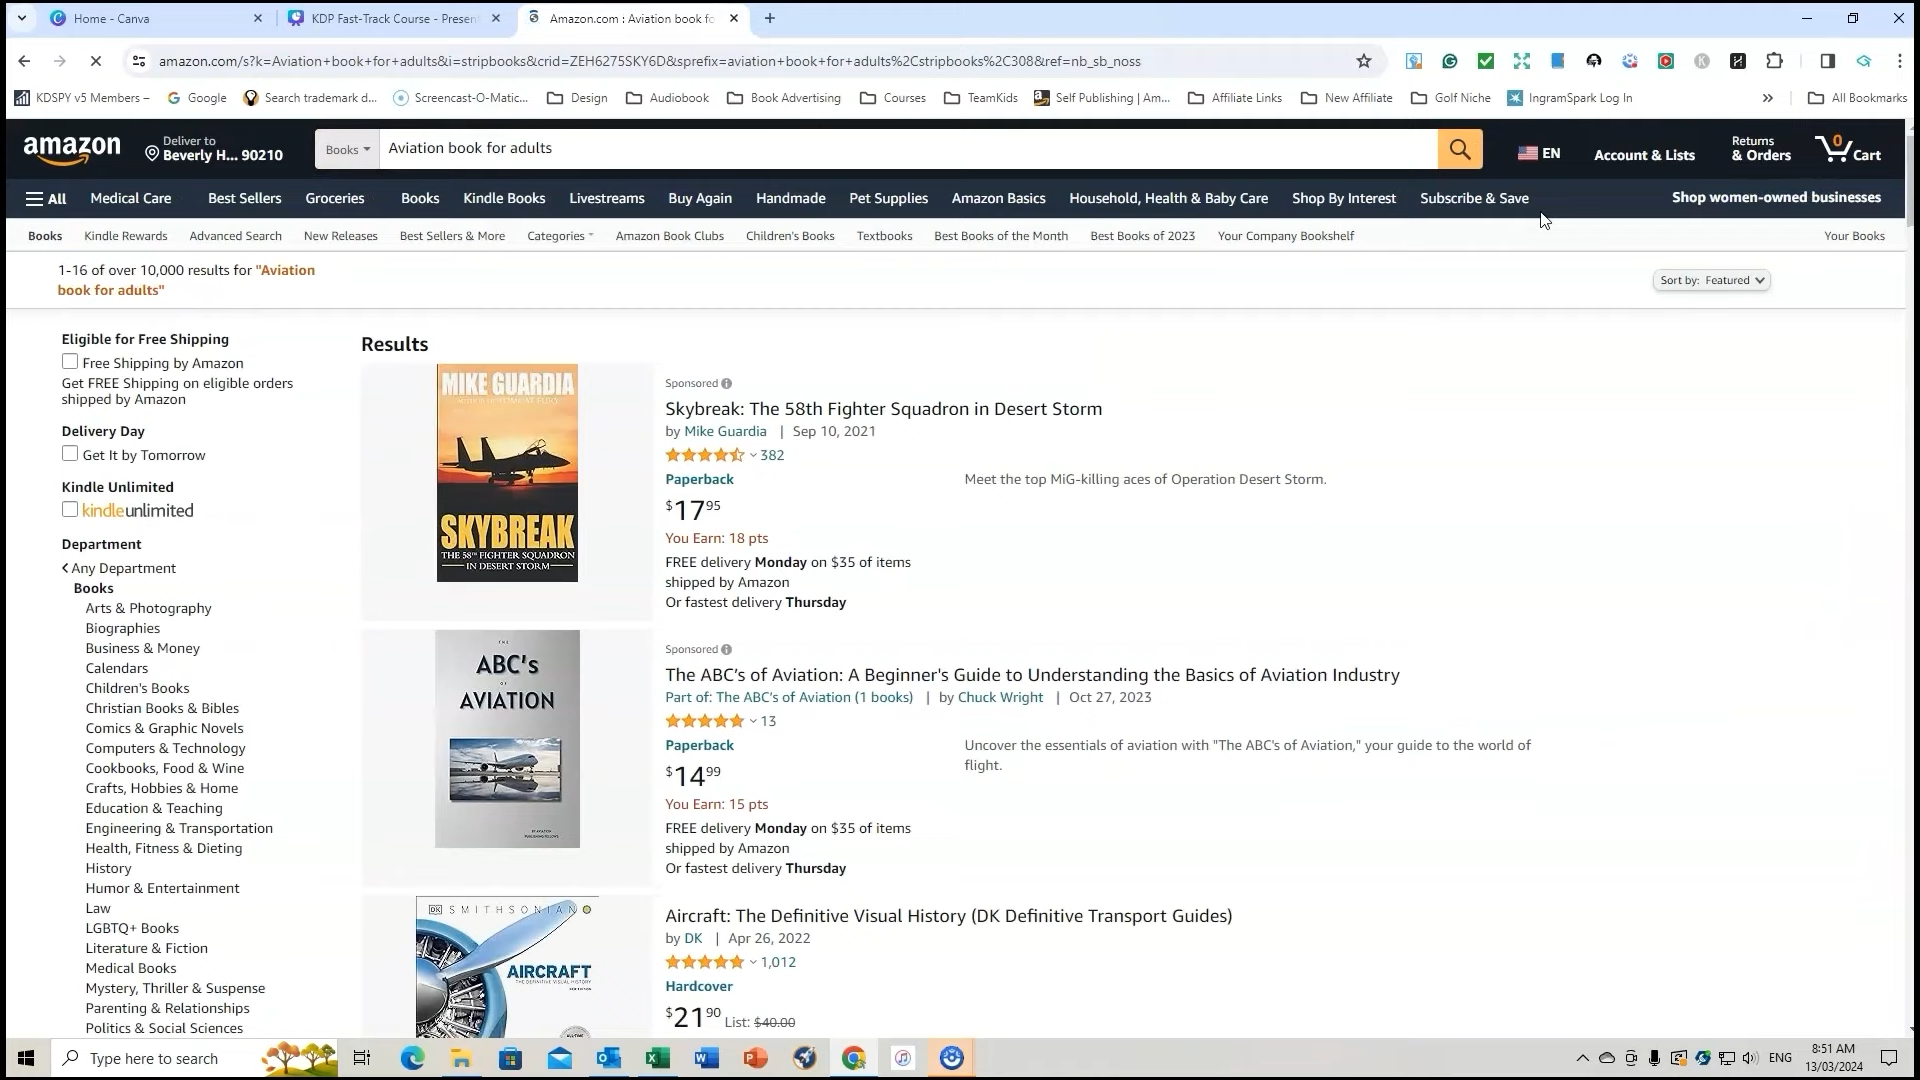 Home - Canva
KDP Fast-Track Course - Presen
Amazon.com : Aviation book fo
amazon.com/s?k=Aviation+book+for+adults&i=stripbooks&crid=ZEH6275SKY6D&sprefix=aviation+book+for+adults%2Cstripbooks%2C308&ref=nb_sb_noss
KDSPY v5 Members –
Google
Search trademark d...
Screencast-O-Matic...
Design
Audiobook
Book Advertising
Courses
TeamKids
Self Publishing | Am...
Affiliate Links
New Affiliate
Golf Niche
IngramSpark Log In
All Bookmarks
amazon
Deliver to
Beverly H... 90210
Books
Aviation book for adults
EN
Account & Lists
Returns
& Orders
0
Cart
All
Medical Care
Best Sellers
Groceries
Books
Kindle Books
Livestreams
Buy Again
Handmade
Pet Supplies
Amazon Basics
Household, Health & Baby Care
Shop By Interest
Subscribe & Save
Shop women-owned businesses
Books
Kindle Rewards
Advanced Search
New Releases
Best Sellers & More
Categories
Amazon Book Clubs
Children's Books
Textbooks
Best Books of the Month
Best Books of 2023
Your Company Bookshelf
Your Books
1-16 of over 10,000 results for "Aviation
book for adults"
Sort by: Featured
Eligible for Free Shipping
Free Shipping by Amazon
Get FREE Shipping on eligible orders
shipped by Amazon
Delivery Day
Get It by Tomorrow
Kindle Unlimited
kindleunlimited
Department
Any Department
Books
Arts & Photography
Biographies
Business & Money
Calendars
Children's Books
Christian Books & Bibles
Comics & Graphic Novels
Computers & Technology
Cookbooks, Food & Wine
Crafts, Hobbies & Home
Education & Teaching
Engineering & Transportation
Health, Fitness & Dieting
History
Humor & Entertainment
Law
LGBTQ+ Books
Literature & Fiction
Medical Books
Mystery, Thriller & Suspense
Parenting & Relationships
Politics & Social Sciences
Results
MIKE GUARDIA
SKYBREAK
THE 58TH FIGHTER SQUADRON
IN DESERT STORM
Sponsored
Skybreak: The 58th Fighter Squadron in Desert Storm
by Mike Guardia | Sep 10, 2021
382
Paperback
Meet the top MiG-killing aces of Operation Desert Storm.
$17 95
You Earn: 18 pts
FREE delivery Monday on $35 of items
shipped by Amazon
Or fastest delivery Thursday
THE
ABC's
OF
AVIATION
Sponsored
The ABC's of Aviation: A Beginner's Guide to Understanding the Basics of Aviation Industry
Part of: The ABC's of Aviation (1 books) | by Chuck Wright | Oct 27, 2023
13
Paperback
Uncover the essentials of aviation with "The ABC's of Aviation," your guide to the world of
flight.
$14 99
You Earn: 15 pts
FREE delivery Monday on $35 of items
shipped by Amazon
Or fastest delivery Thursday
DK SMITHSONIAN
AIRCRAFT
THE DEFINITIVE VISUAL HISTORY
Aircraft: The Definitive Visual History (DK Definitive Transport Guides)
by DK | Apr 26, 2022
1,012
Hardcover
$21 90 List: $40.00
Type here to search
ENG
8:51 AM
13/03/2024